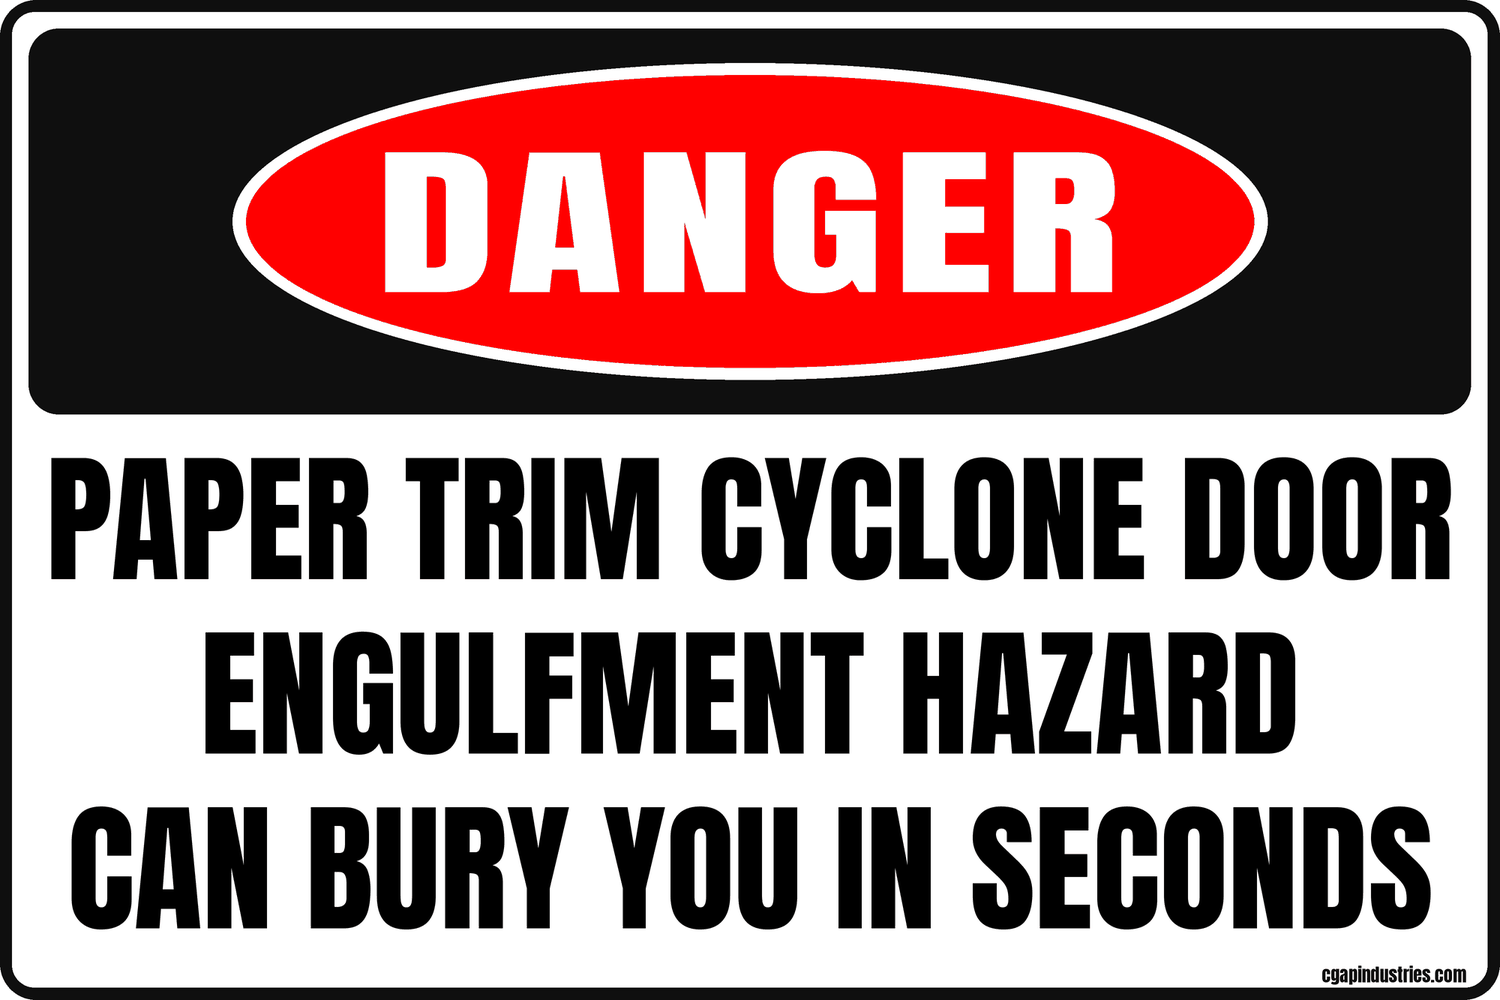 DANGER
PAPER TRIM CYCLONE DOOR
ENGULFMENT HAZARD
CAN BURY YOU IN SECONDS
cgapindustries.com